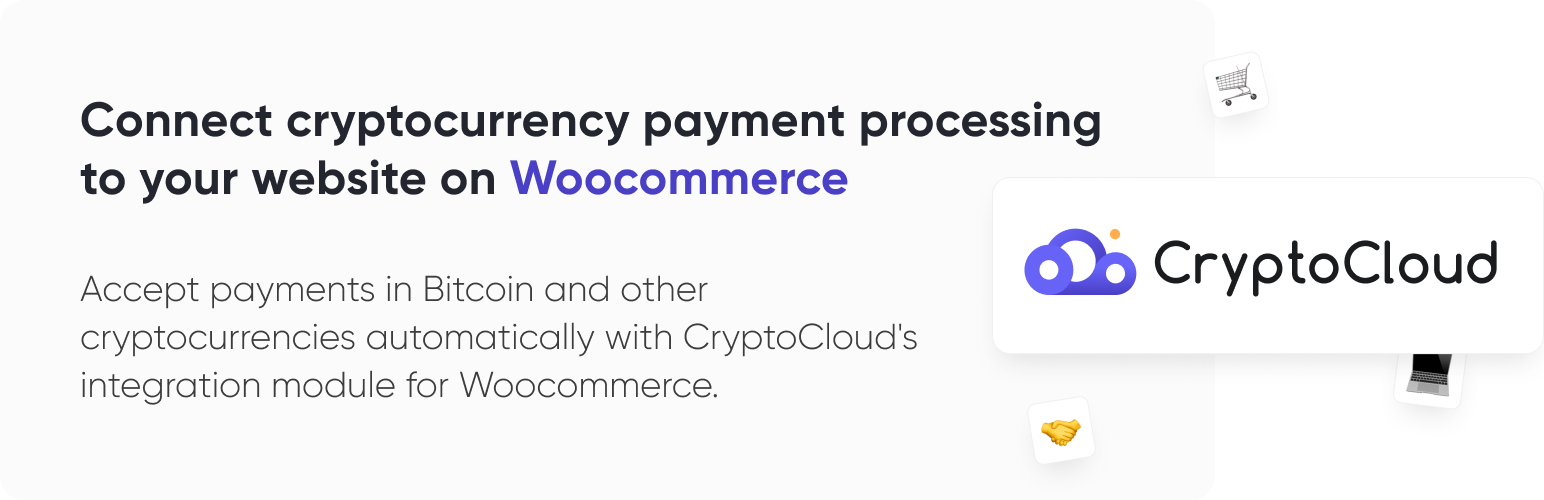 Connect cryptocurrency payment processing
to your website on Woocommerce
CryptoCloud
Accept payments in Bitcoin and other
cryptocurrencies automatically with CryptoCloud's
integration module for Woocommerce.